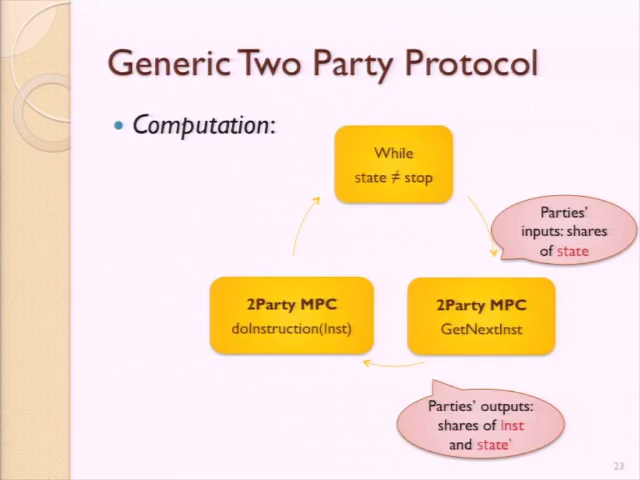 Generic Two Party Protocol
• Computation:
While
state ≠ stop
Parties'
inputs: shares
of state
2Party MPC
doInstruction(Inst)
2Party MPC
GetNextInst
Parties' outputs:
shares of Inst
and state'
23